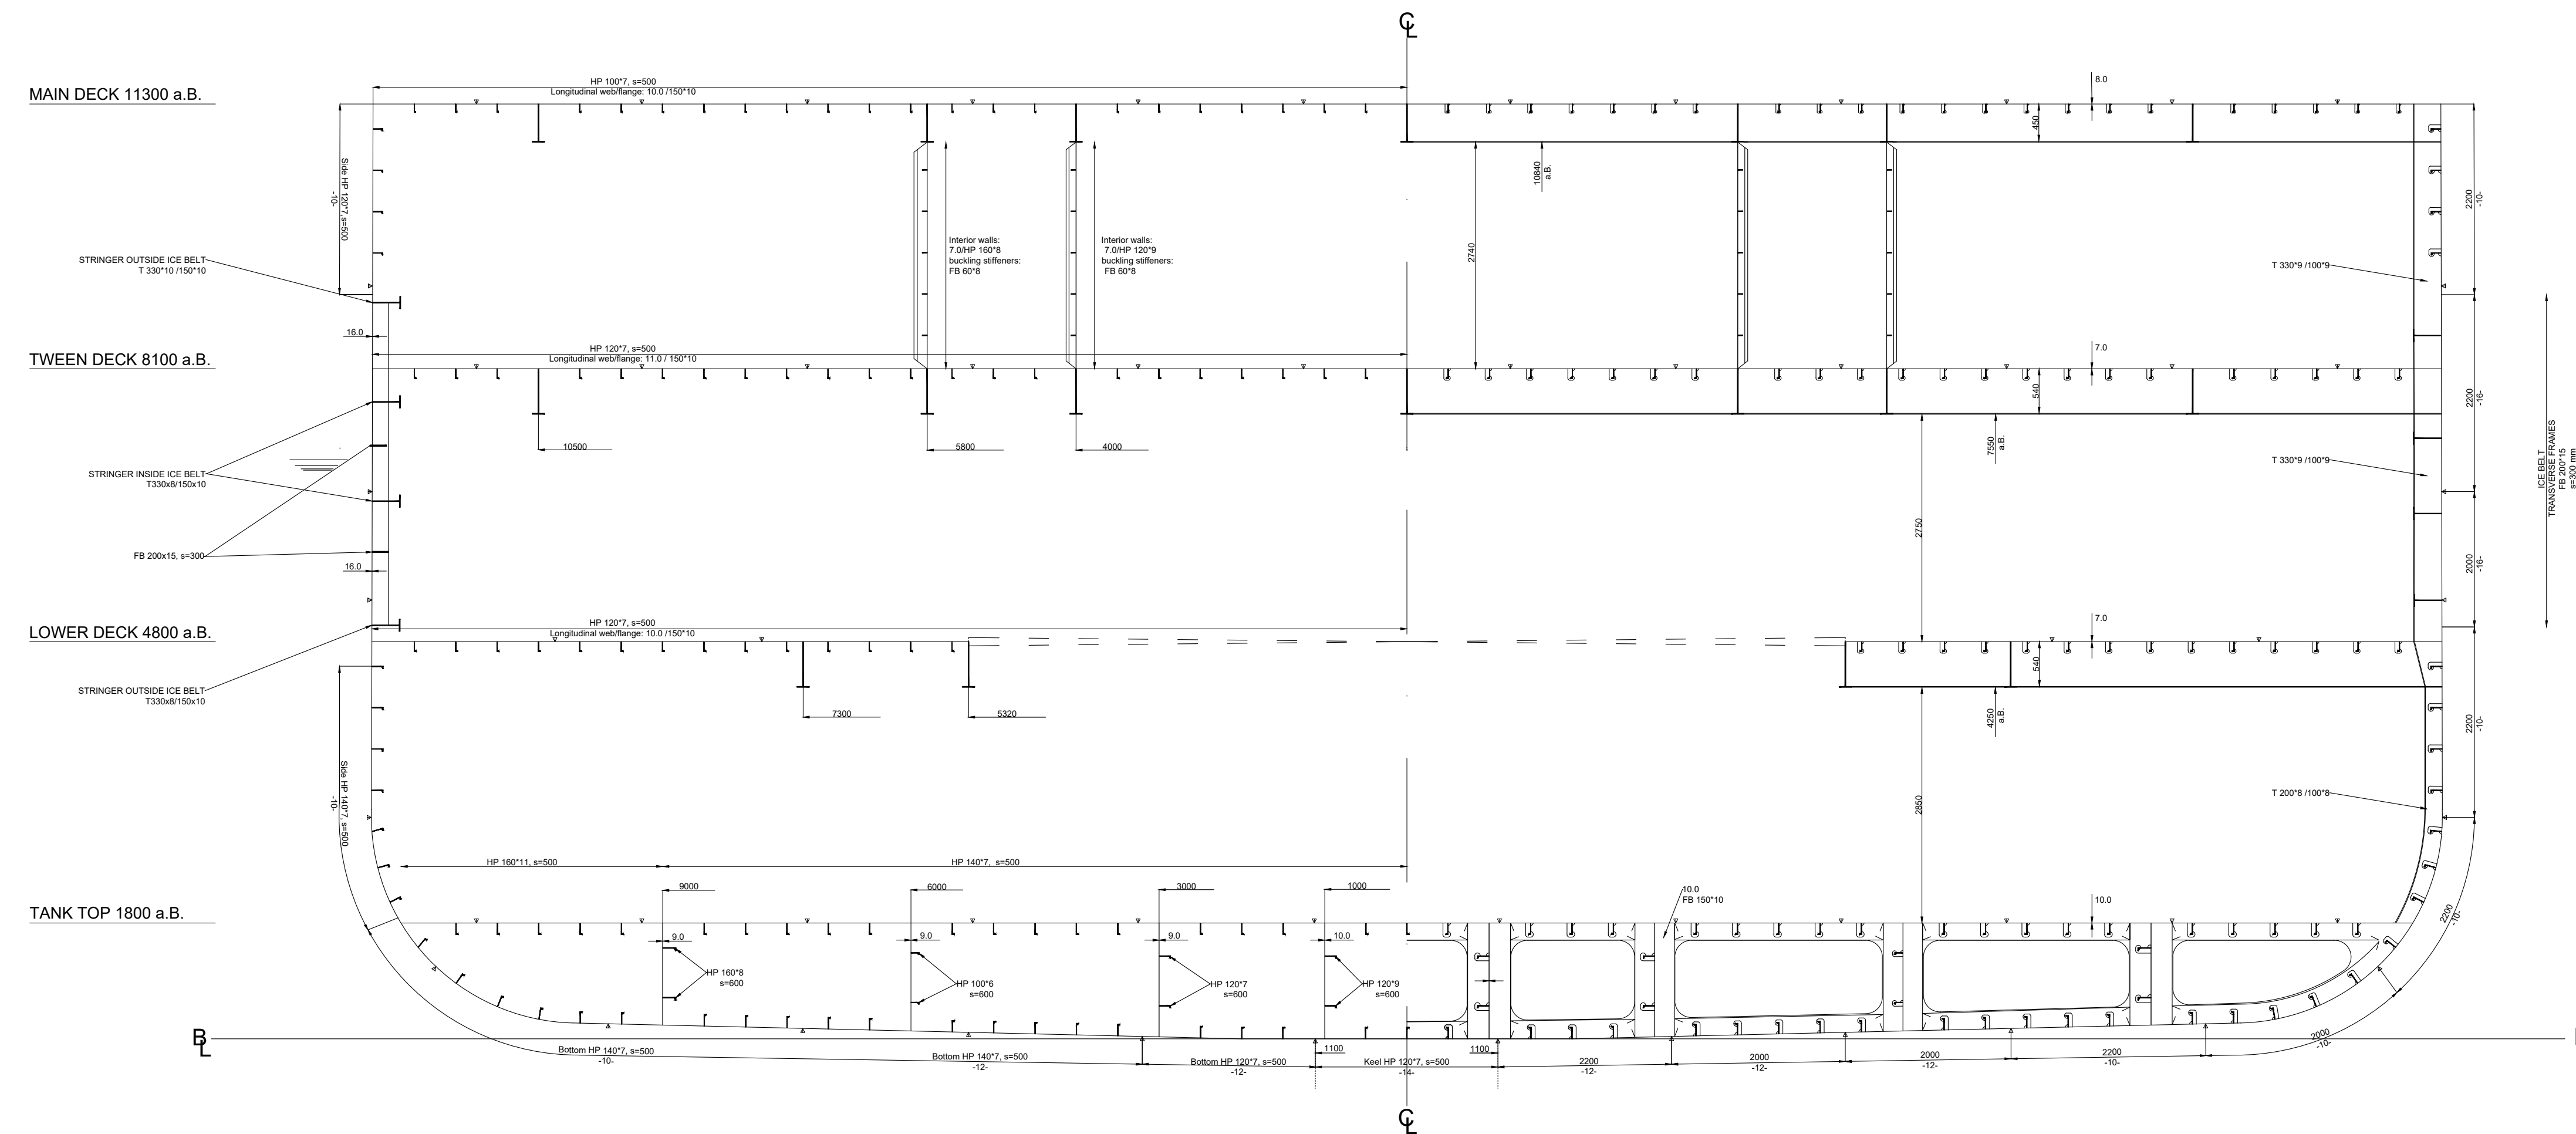 CL
HP 100*7, s=500
Longitudinal web/flange: 10.0 /150*10
8.0
MAIN DECK 11300 a.B.
450
10840
a.B.
Side HP 120*7,s=500
-10-
2200
-10-
Interior walls:
7.0/HP 160*8
buckling stiffeners:
FB 60*8
Interior walls:
7.0/HP 120*9
buckling stiffeners:
FB 60*8
2740
STRINGER OUTSIDE ICE BELT
T 330*10 /150*10
T 330*9 /100*9
16.0
HP 120*7, s=500
Longitudinal web/flange: 11.0 / 150*10
7.0
TWEEN DECK 8100 a.B.
540
2200
-16-
10500
5800
4000
7550
a.B.
STRINGER INSIDE ICE BELT
T330x8/150x10
T 330*9 /100*9
ICE BELT
TRANSVERSE FRAMES
FB 200*15
s=300 mm
2750
FB 200x15, s=300
16.0
2000
-16-
HP 120*7, s=500
Longitudinal web/flange: 10.0 /150*10
7.0
LOWER DECK 4800 a.B.
540
STRINGER OUTSIDE ICE BELT
T330x8/150x10
7300
5320
4250
a.B.
2200
-10-
Side HP 140*7, s=500
-10-
2850
T 200*8 /100*8
HP 160*11, s=500
HP 140*7, s=500
9000
6000
3000
1000
10.0
FB 150*10
10.0
TANK TOP 1800 a.B.
2200
-10-
9.0
9.0
9.0
10.0
HP 160*8
s=600
HP 100*6
s=600
HP 120*7
s=600
HP 120*9
s=600
BL
Bottom HP 140*7, s=500
-10-
Bottom HP 140*7, s=500
-12-
Bottom HP 120*7, s=500
-12-
1100
1100
Keel HP 120*7, s=500
-14-
2200
-12-
2000
-12-
2000
-12-
2200
-10-
2000
-10-
CL